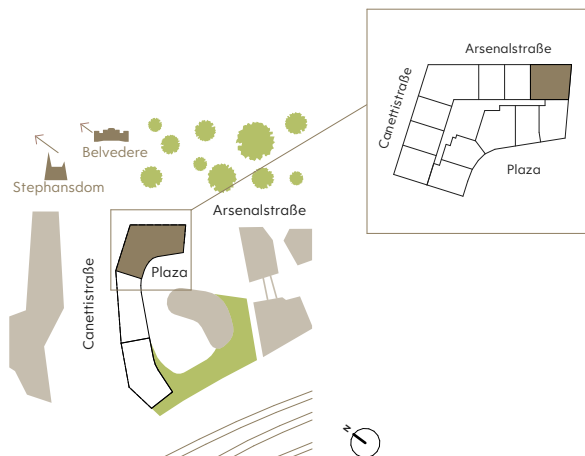 Arsenalstraße
Canettistraße
Plaza
Belvedere
Stephansdom
Arsenalstraße
Canettistraße
Plaza
N